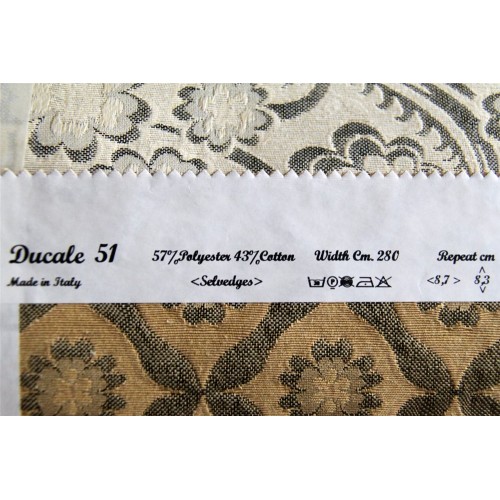 Ducale 51 57%Polyester 43%Cotton Width Cm. 280 Repeat cm
Made in Italy <Selvedges> <8,7> 8,3